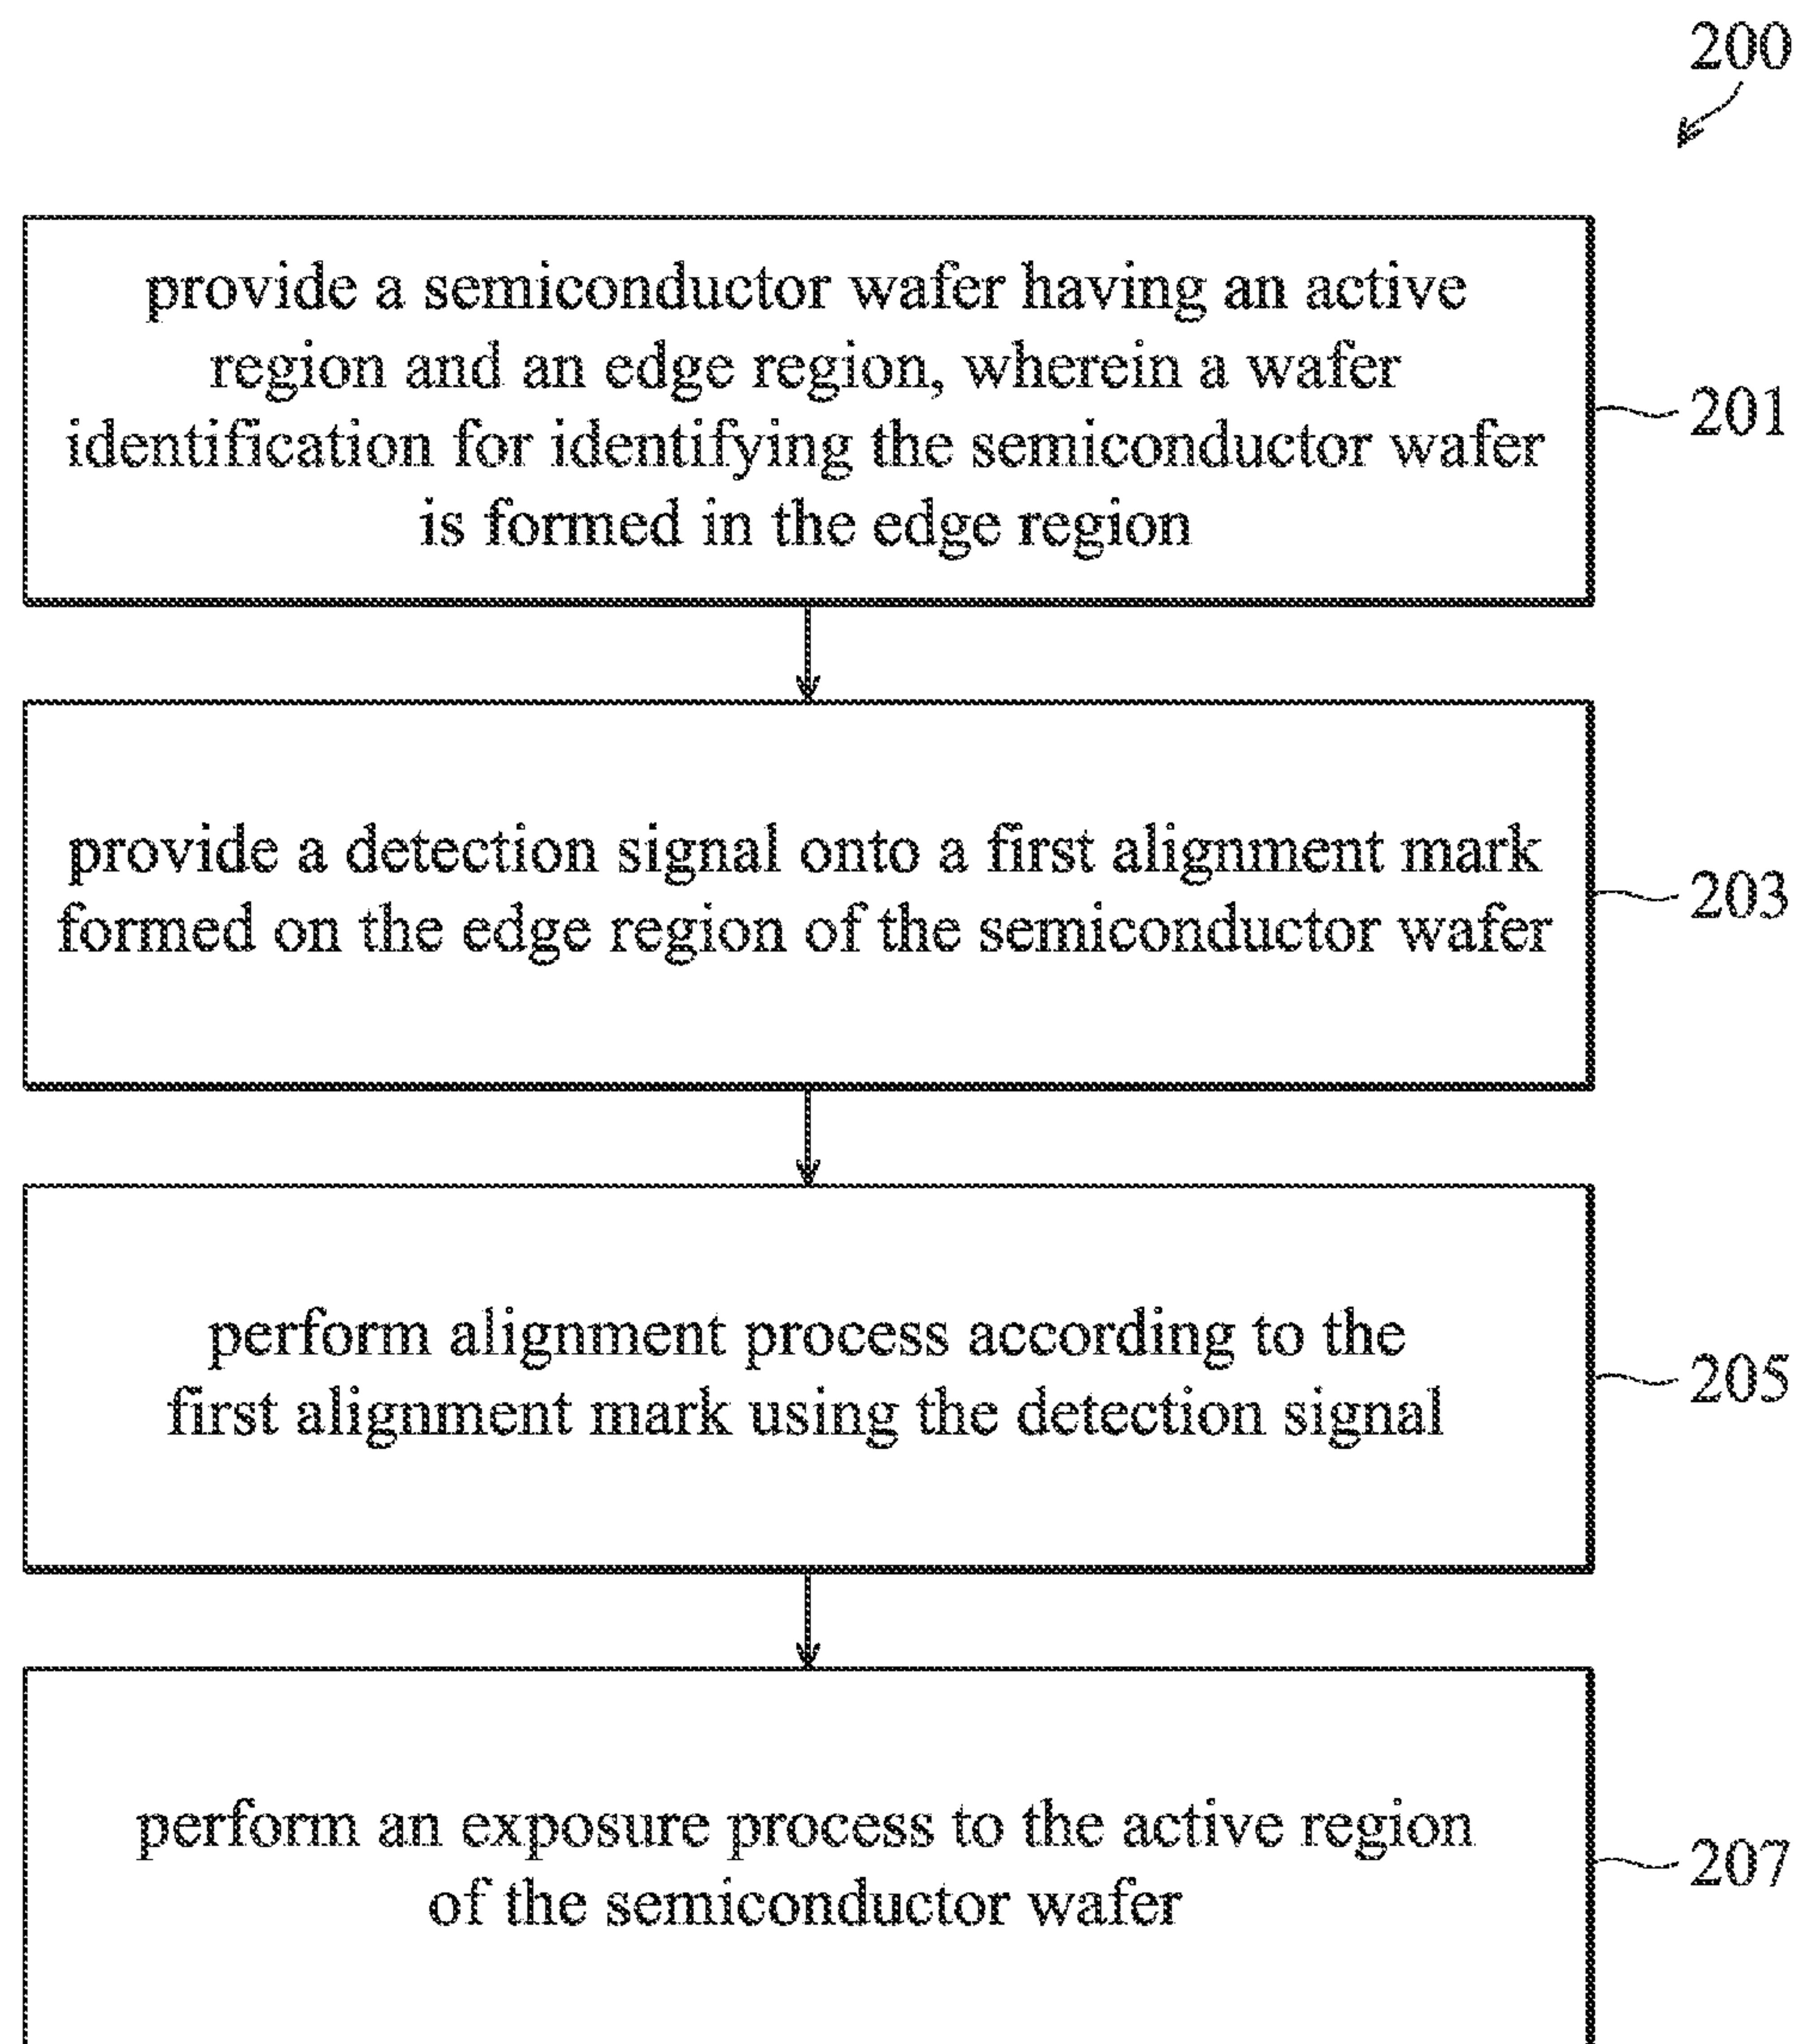 200
provide a semiconductor wafer having an active
region and an edge region, wherein a wafer
identification for identifying the semiconductor wafer
is formed in the edge region
201
provide a detection signal onto a first alignment mark
formed on the edge region of the semiconductor wafer
203
perform alignment process according to the
first alignment mark using the detection signal
205
perform an exposure process to the active region
of the semiconductor wafer
207